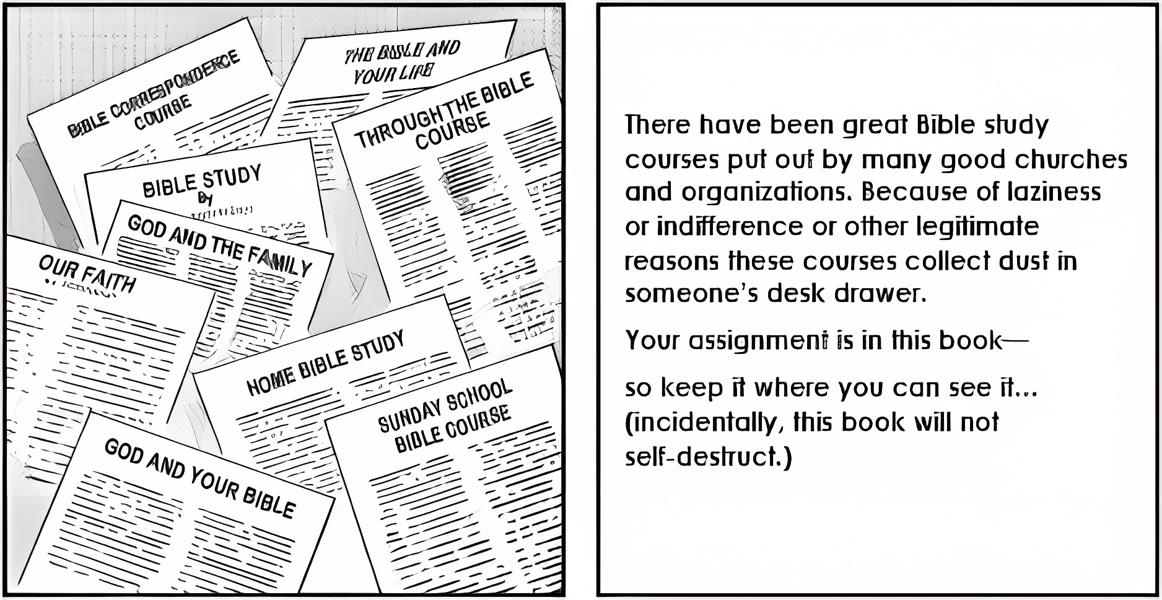 BIBLE CORRESPONDENCE
COURSE
THE BIBLE AND
YOUR LIFE
THROUGH THE BIBLE
COURSE
BIBLE STUDY
By
GOD AND THE FAMILY
OUR FAITH
HOME BIBLE STUDY
SUNDAY SCHOOL
BIBLE COURSE
GOD AND YOUR BIBLE
There have been great Bible study
courses put out by many good churches
and organizations. Because of laziness
or indifference or other legitimate
reasons these courses collect dust in
someone's desk drawer.
Your assignment is in this book—
so keep it where you can see it...
(incidentally, this book will not
self-destruct.)